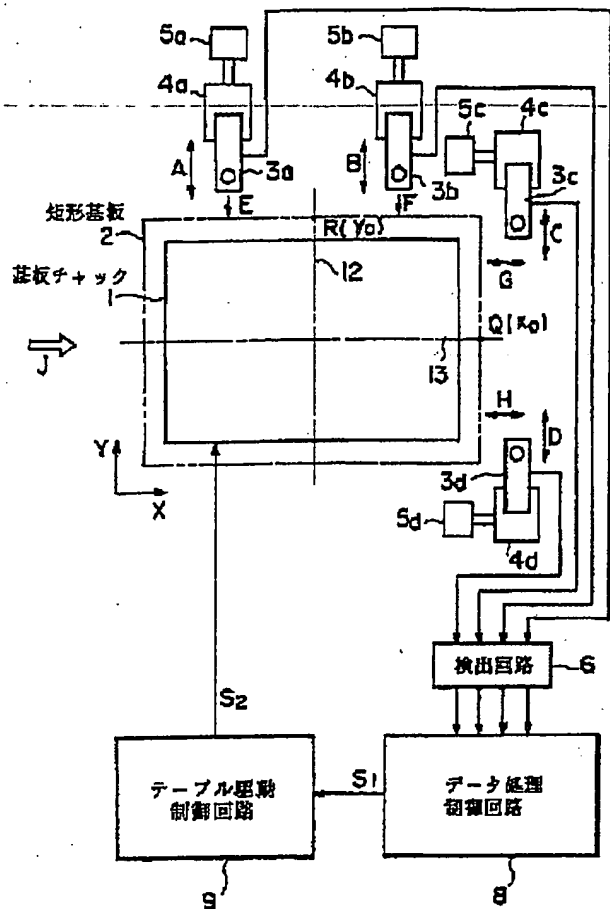 5a
5b
4a
4b
5c
4c
A
3a
B
3b
3c
C
E
F
矩形基板
2
R(Yo)
G
12
基板チャック
1
Q(Xo)
13
J
H
D
Y
X
3d
5d
4d
検出回路
6
S2
テーブル駆動
制御回路
S1
データ処理
制御回路
9
8